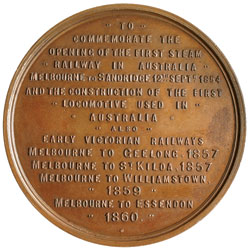 TO
COMMEMORATE THE
OPENING OF THE FIRST STEAM
RAILWAY IN AUSTRALIA
MELBOURNE TO SANDRIDGE 12TH SEPT. 1854
AND THE CONSTRUCTION OF THE FIRST
LOCOMOTIVE USED IN
AUSTRALIA
ALSO
EARLY VICTORIAN RAILWAYS
MELBOURNE TO GEELONG 1857
MELBOURNE TO ST KILDA 1857
MELBOURNE TO WILLIAMSTOWN
1859
MELBOURNE TO ESSENDON
1860.